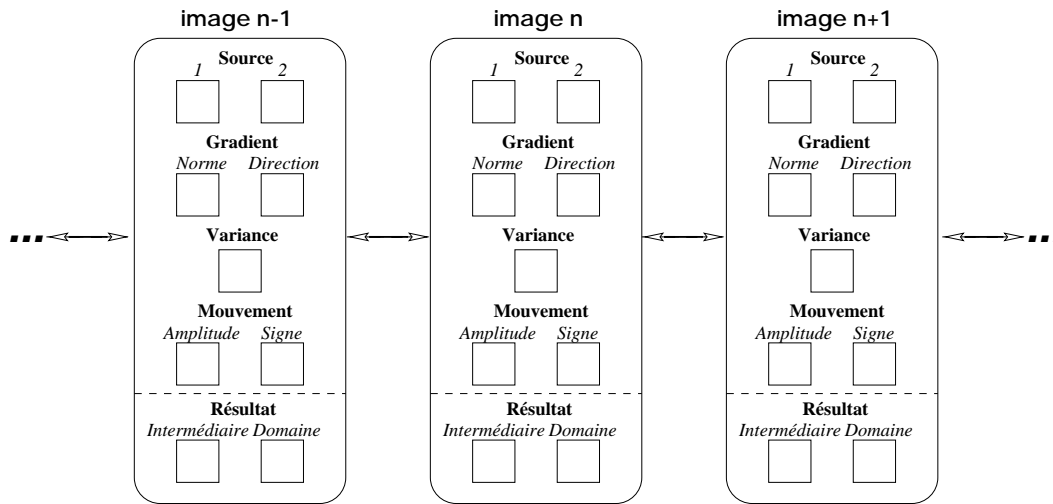 image n-1
Source
1 2
Gradient
Norme Direction
Variance
Mouvement
Amplitude Signe
Résultat
Intermédiaire Domaine
image n
Source
1 2
Gradient
Norme Direction
Variance
Mouvement
Amplitude Signe
Résultat
Intermédiaire Domaine
image n+1
Source
1 2
Gradient
Norme Direction
Variance
Mouvement
Amplitude Signe
Résultat
Intermédiaire Domaine